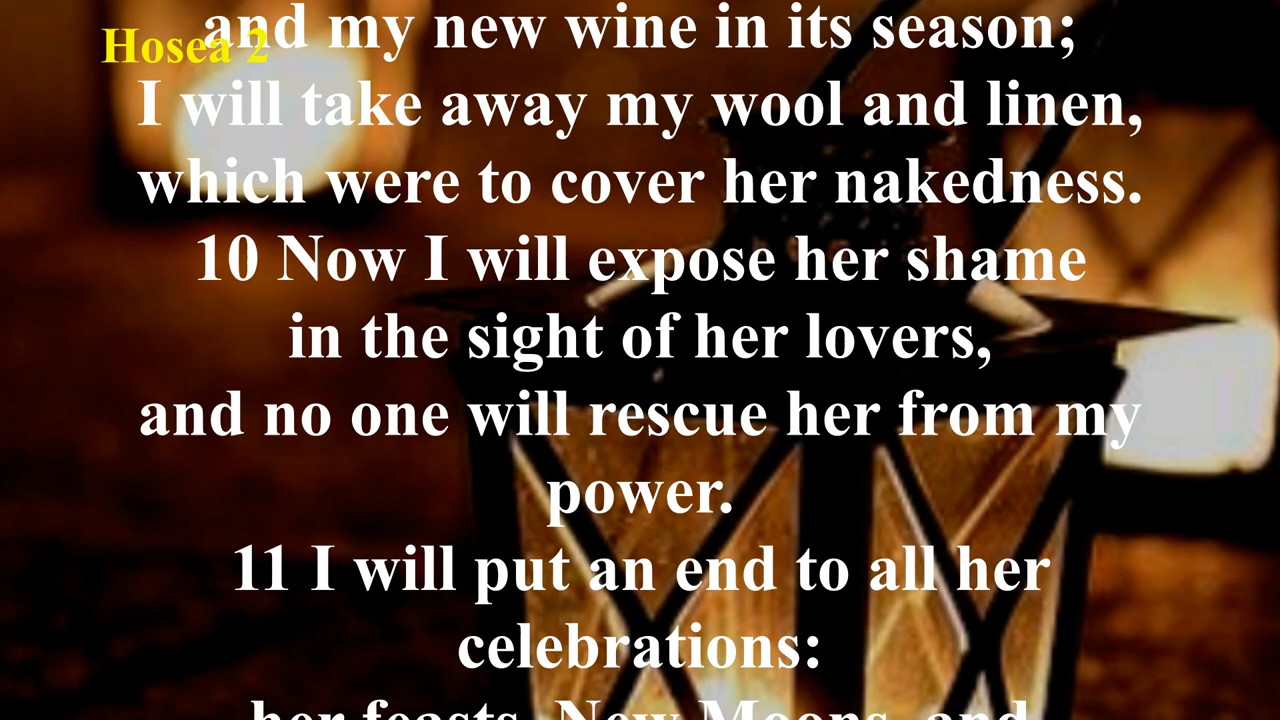 Hosea 2
and my new wine in its season;
I will take away my wool and linen,
which were to cover her nakedness.
10 Now I will expose her shame
in the sight of her lovers,
and no one will rescue her from my
power.
11 I will put an end to all her
celebrations:
her feasts, New Moons, and